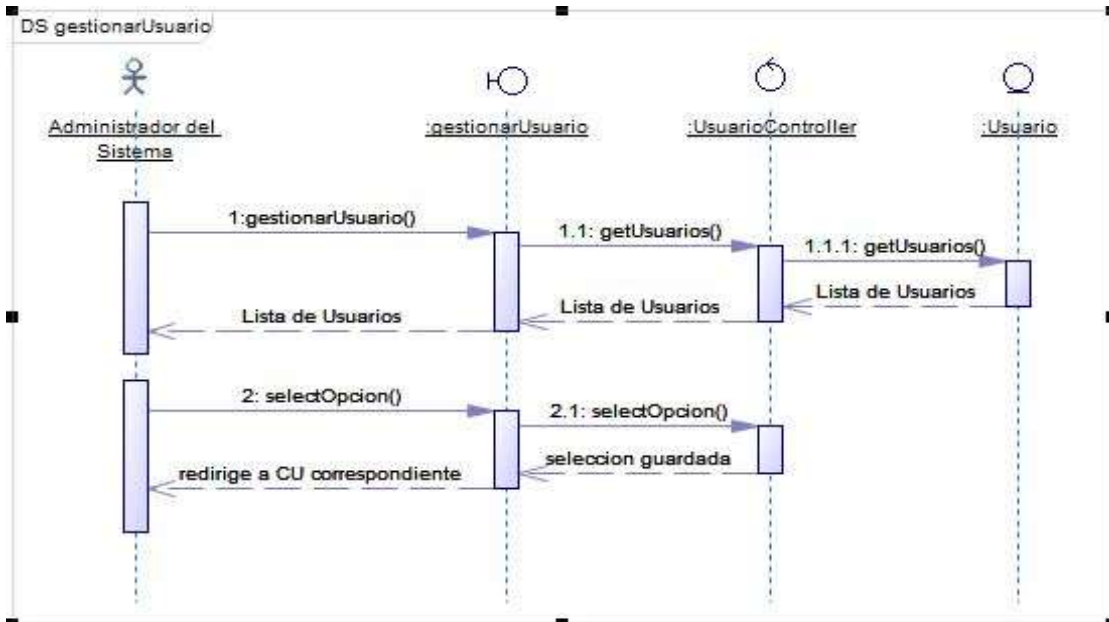 DS gestionarUsuario
Administrador del
Sistema
:gestionarUsuario
:UsuarioController
:Usuario
1:gestionarUsuario()
1.1: getUsuarios()
1.1.1: getUsuarios()
Lista de Usuarios
Lista de Usuarios
Lista de Usuarios
2: selectOpcion()
2.1: selectOpcion()
seleccion guardada
redirige a CU correspondiente